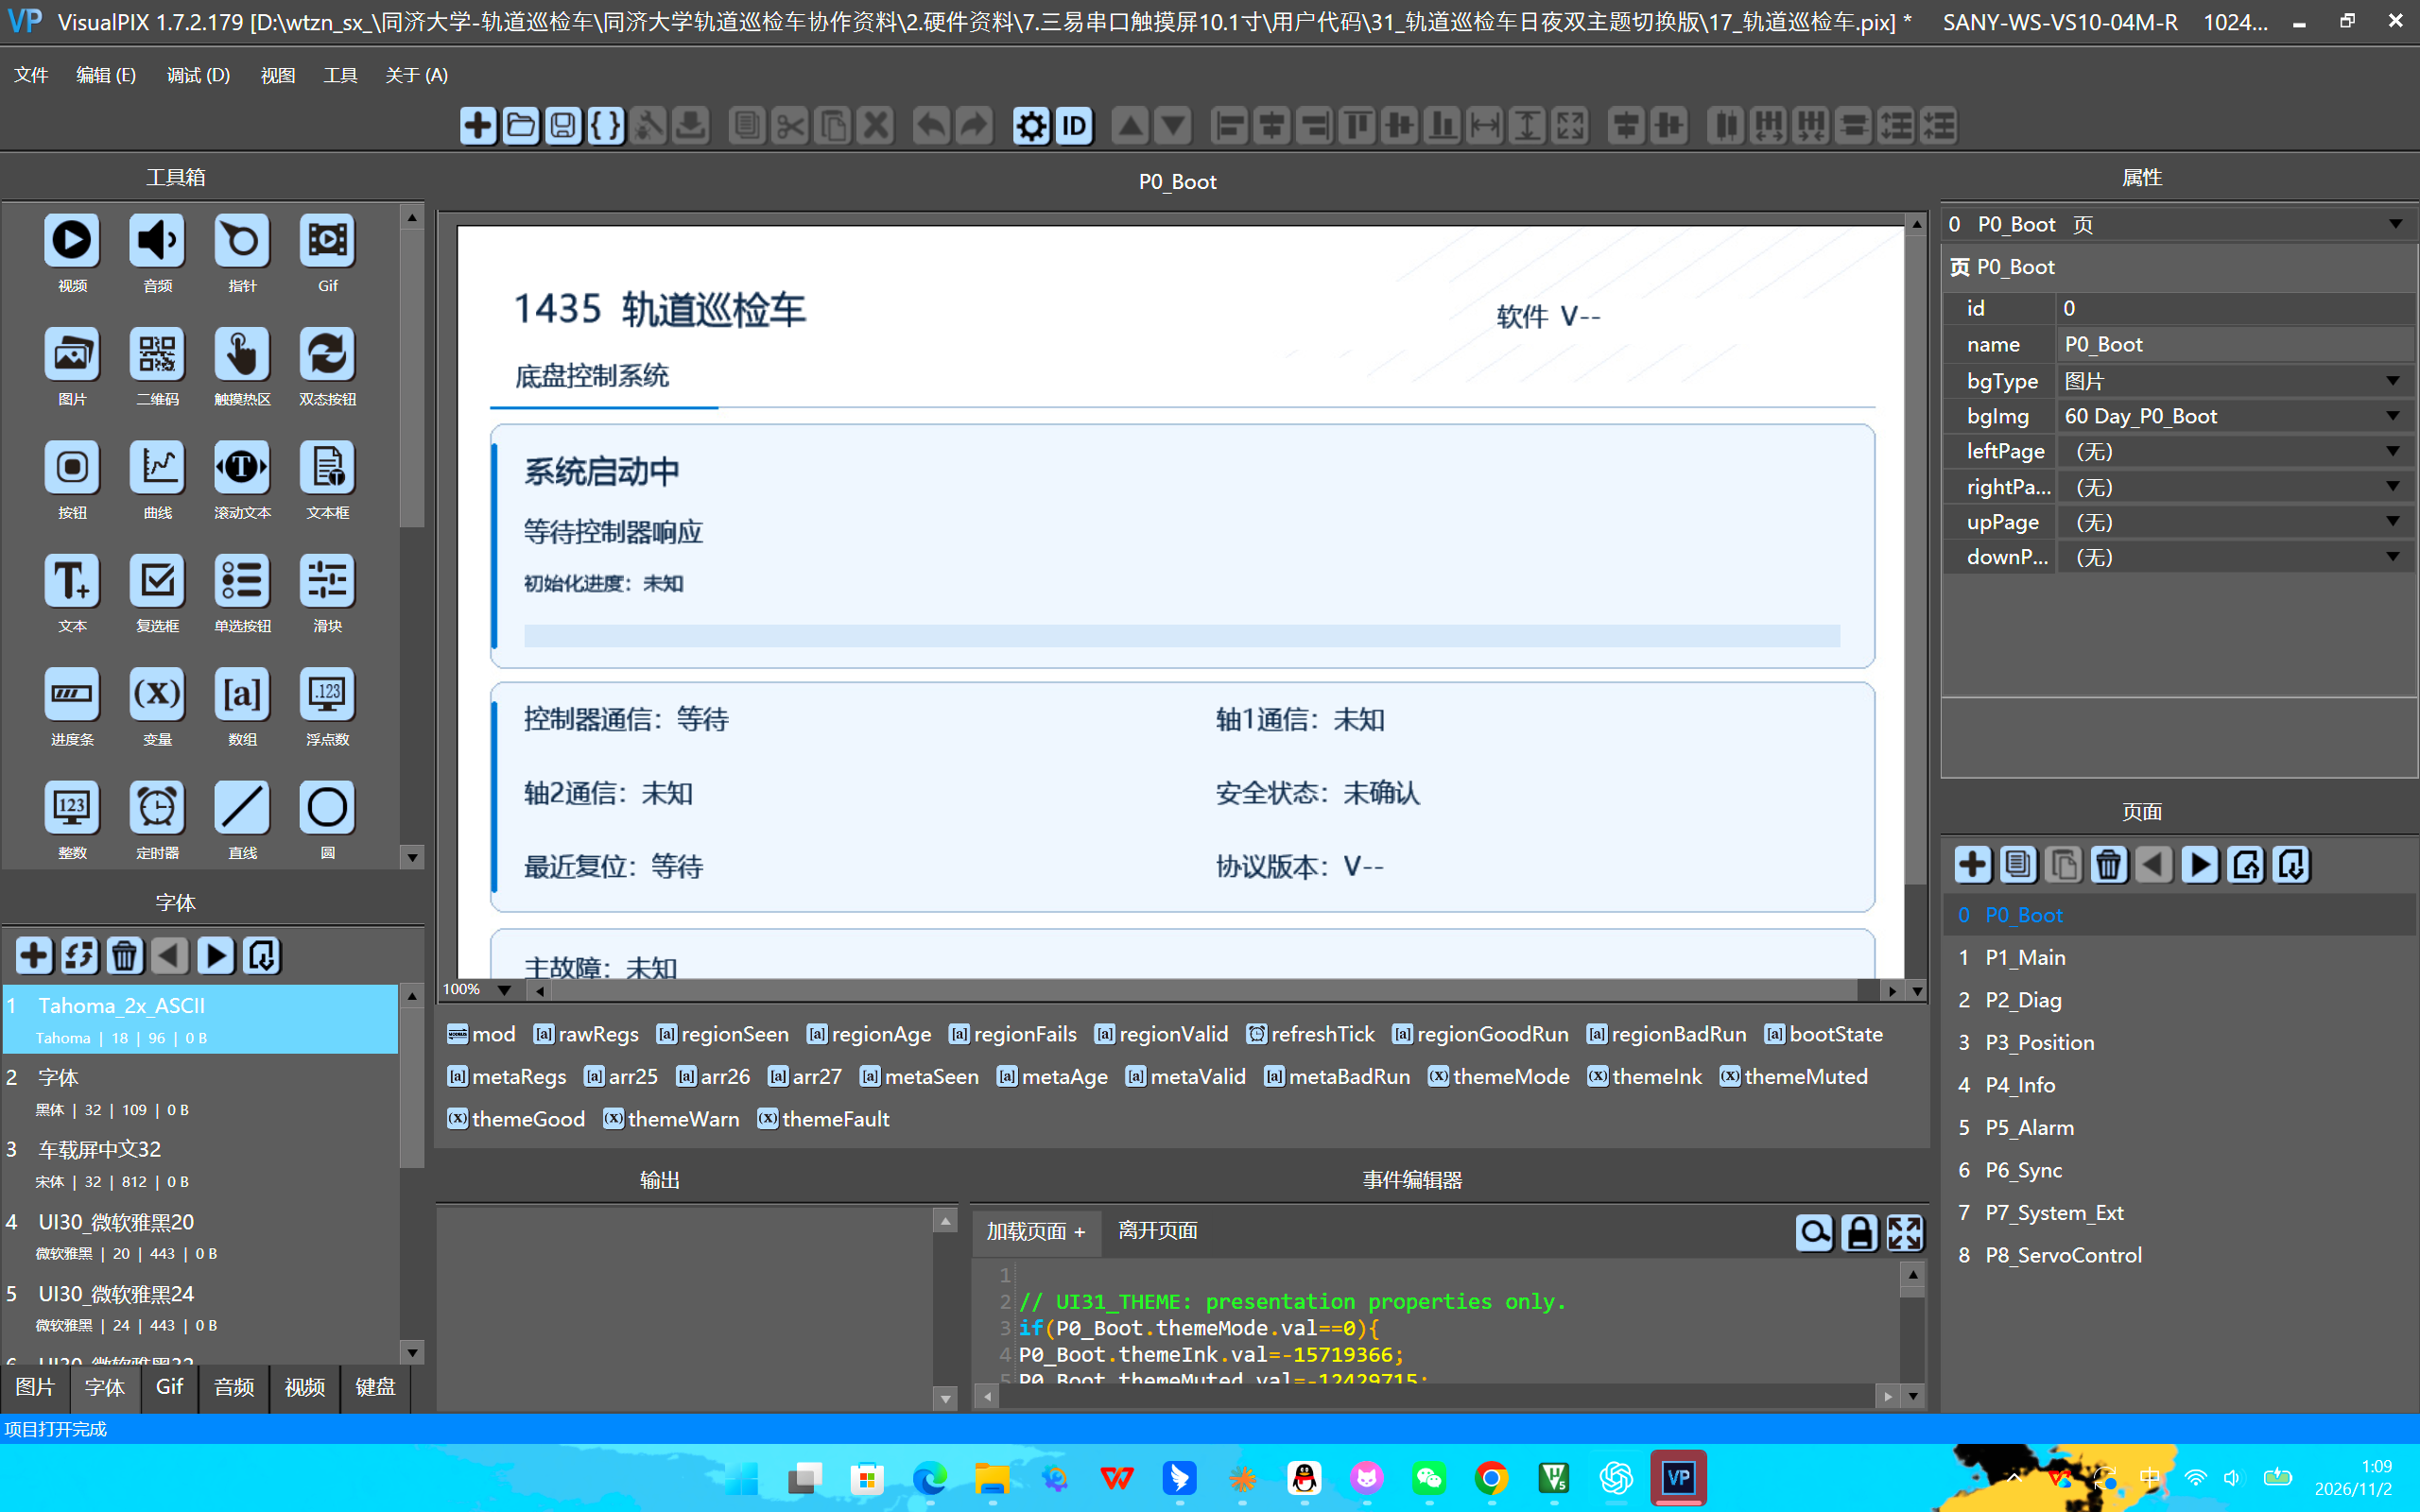 VP VisualPIX 1.7.2.179 [D:\wtzn_sx_\同济大学-轨道巡检车\同济大学轨道巡检车协作资料\2.硬件资料\7.三易串口触摸屏10.1寸\用户代码\31_轨道巡检车日夜双主题切换版\17_轨道巡检车.pix] * SANY-WS-VS10-04M-R 1024...
文件 编辑 (E) 调试 (D) 视图 工具 关于 (A)
ID
工具箱
视频 音频 指针 Gif
图片 二维码 触摸热区 双态按钮
按钮 曲线 滚动文本 文本框
文本 复选框 单选按钮 滑块
进度条 变量 数组 浮点数
整数 定时器 直线 圆
字体
1 Tahoma_2x_ASCII
Tahoma | 18 | 96 | 0 B
2 字体
黑体 | 32 | 109 | 0 B
3 车载屏中文32
宋体 | 32 | 812 | 0 B
4 UI30_微软雅黑20
微软雅黑 | 20 | 443 | 0 B
5 UI30_微软雅黑24
微软雅黑 | 24 | 443 | 0 B
图片 字体 Gif 音频 视频 键盘
项目打开完成
P0_Boot
1435 轨道巡检车
软件 V--
底盘控制系统
系统启动中
等待控制器响应
初始化进度：未知
控制器通信：等待 轴1通信：未知
轴2通信：未知 安全状态：未确认
最近复位：等待 协议版本：V--
主故障：未知
100%
mod rawRegs regionSeen regionAge regionFails regionValid refreshTick regionGoodRun regionBadRun bootState
metaRegs arr25 arr26 arr27 metaSeen metaAge metaValid metaBadRun themeMode themeInk themeMuted
themeGood themeWarn themeFault
输出
事件编辑器
加载页面 + 离开页面
1
2 // UI31_THEME: presentation properties only.
3 if(P0_Boot.themeMode.val==0){
4 P0_Boot.themeInk.val=-15719366;
5 P0_Boot.themeMuted.val=-12429715;
属性
0 P0_Boot 页
页 P0_Boot
id 0
name P0_Boot
bgType 图片
bgImg 60 Day_P0_Boot
leftPage (无)
rightPa... (无)
upPage (无)
downP... (无)
页面
0 P0_Boot
1 P1_Main
2 P2_Diag
3 P3_Position
4 P4_Info
5 P5_Alarm
6 P6_Sync
7 P7_System_Ext
8 P8_ServoControl
中
1:09
2026/11/2